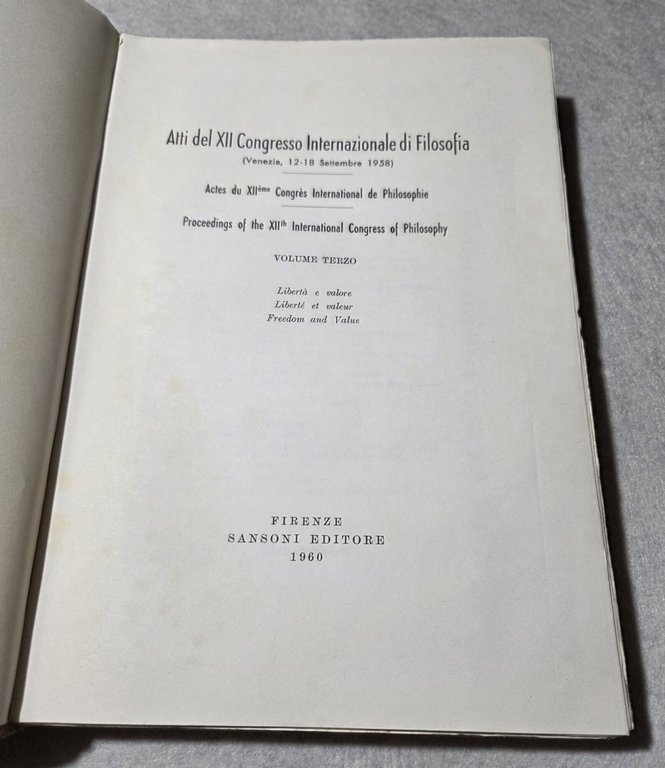 Atti del XII Congresso Internazionale di Filosofia
(Venezia, 12-18 Settembre 1958)
Actes du XIIème Congrès International de Philosophie
Proceedings of the XIIth International Congress of Philosophy
VOLUME TERZO
Libertà e valore
Liberté et valeur
Freedom and Value
FIRENZE
SANSONI EDITORE
1960